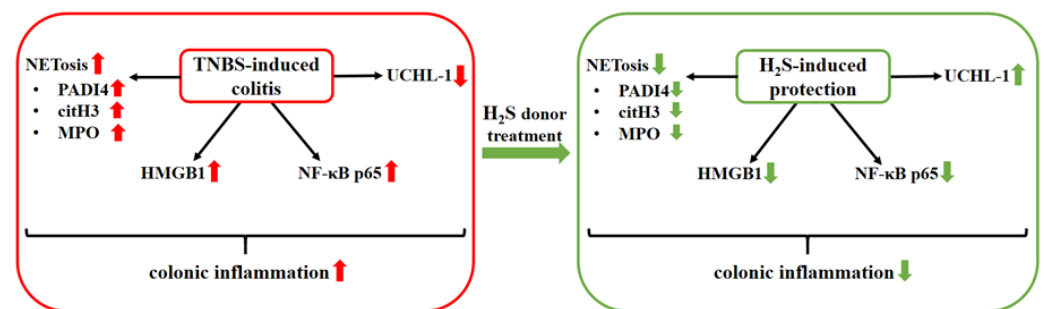 NETosis
• PADI4
• citH3
• MPO
TNBS-induced
colitis
UCHL-1
HMGB1
NF-κB p65
colonic inflammation
H₂S donor
treatment
NETosis
• PADI4
• citH3
• MPO
H₂S-induced
protection
UCHL-1
HMGB1
NF-κB p65
colonic inflammation